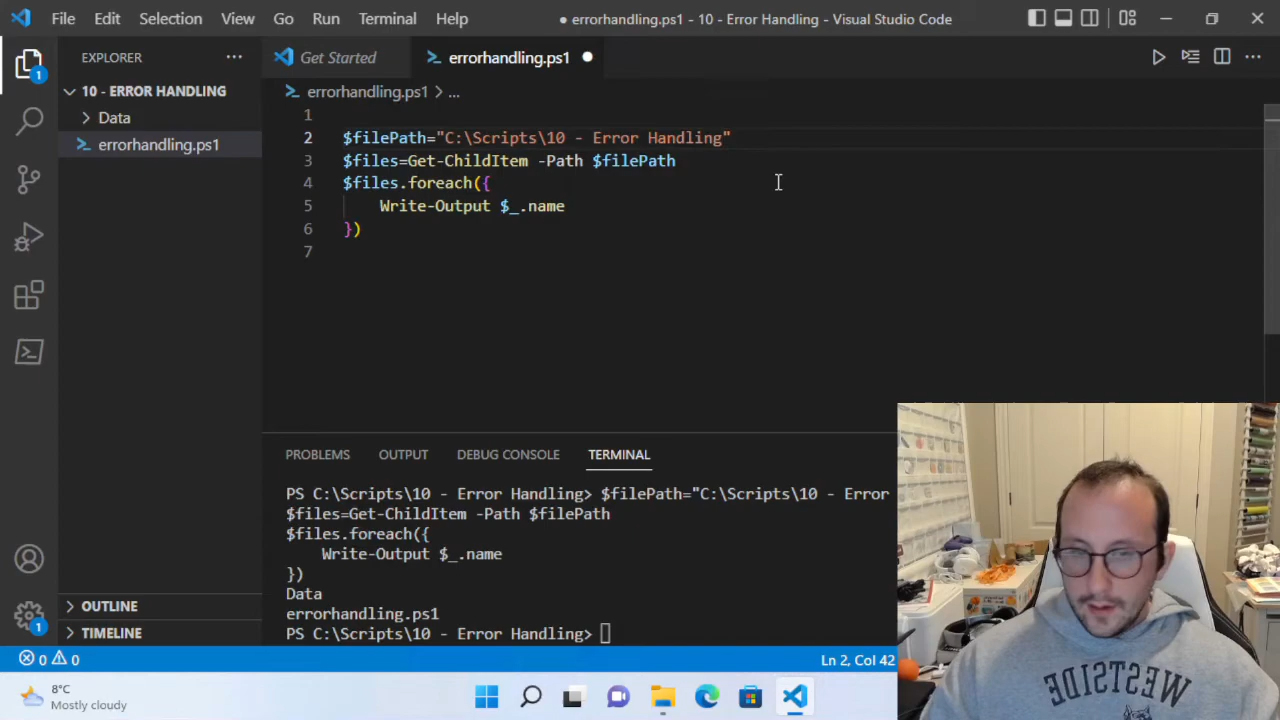 File Edit Selection View Go Run Terminal Help
● errorhandling.ps1 - 10 - Error Handling - Visual Studio Code
1
EXPLORER ...
Get Started
errorhandling.ps1 ●
10 - ERROR HANDLING
Data
errorhandling.ps1
errorhandling.ps1 > ...
1
2 $filePath="C:\Scripts\10 - Error Handling"
3 $files=Get-ChildItem -Path $filePath
4 $files.foreach({
5 Write-Output $_.name
6 })
7
PROBLEMS OUTPUT DEBUG CONSOLE TERMINAL
PS C:\Scripts\10 - Error Handling> $filePath="C:\Scripts\10 - Error
$files=Get-ChildItem -Path $filePath
$files.foreach({
Write-Output $_.name
})
Data
errorhandling.ps1
PS C:\Scripts\10 - Error Handling>
OUTLINE
TIMELINE
1
0 0
Ln 2, Col 42
8°C
Mostly cloudy
WESTSIDE